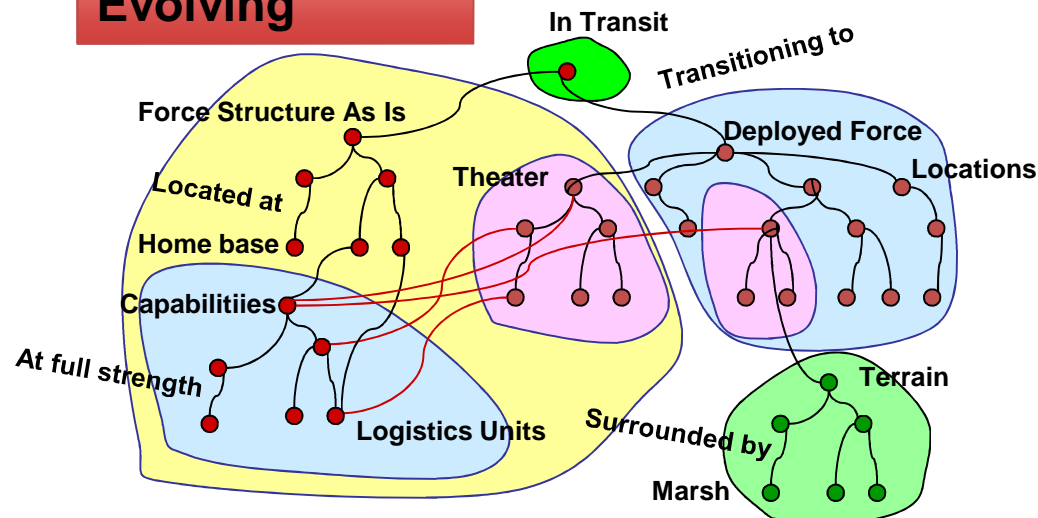 Evolving
In Transit
Transitioning to
Force Structure As Is
Deployed Force
Theater
Locations
Located at
Home base
Capabilitiies
At full strength
Terrain
Logistics Units
Surrounded by
Marsh